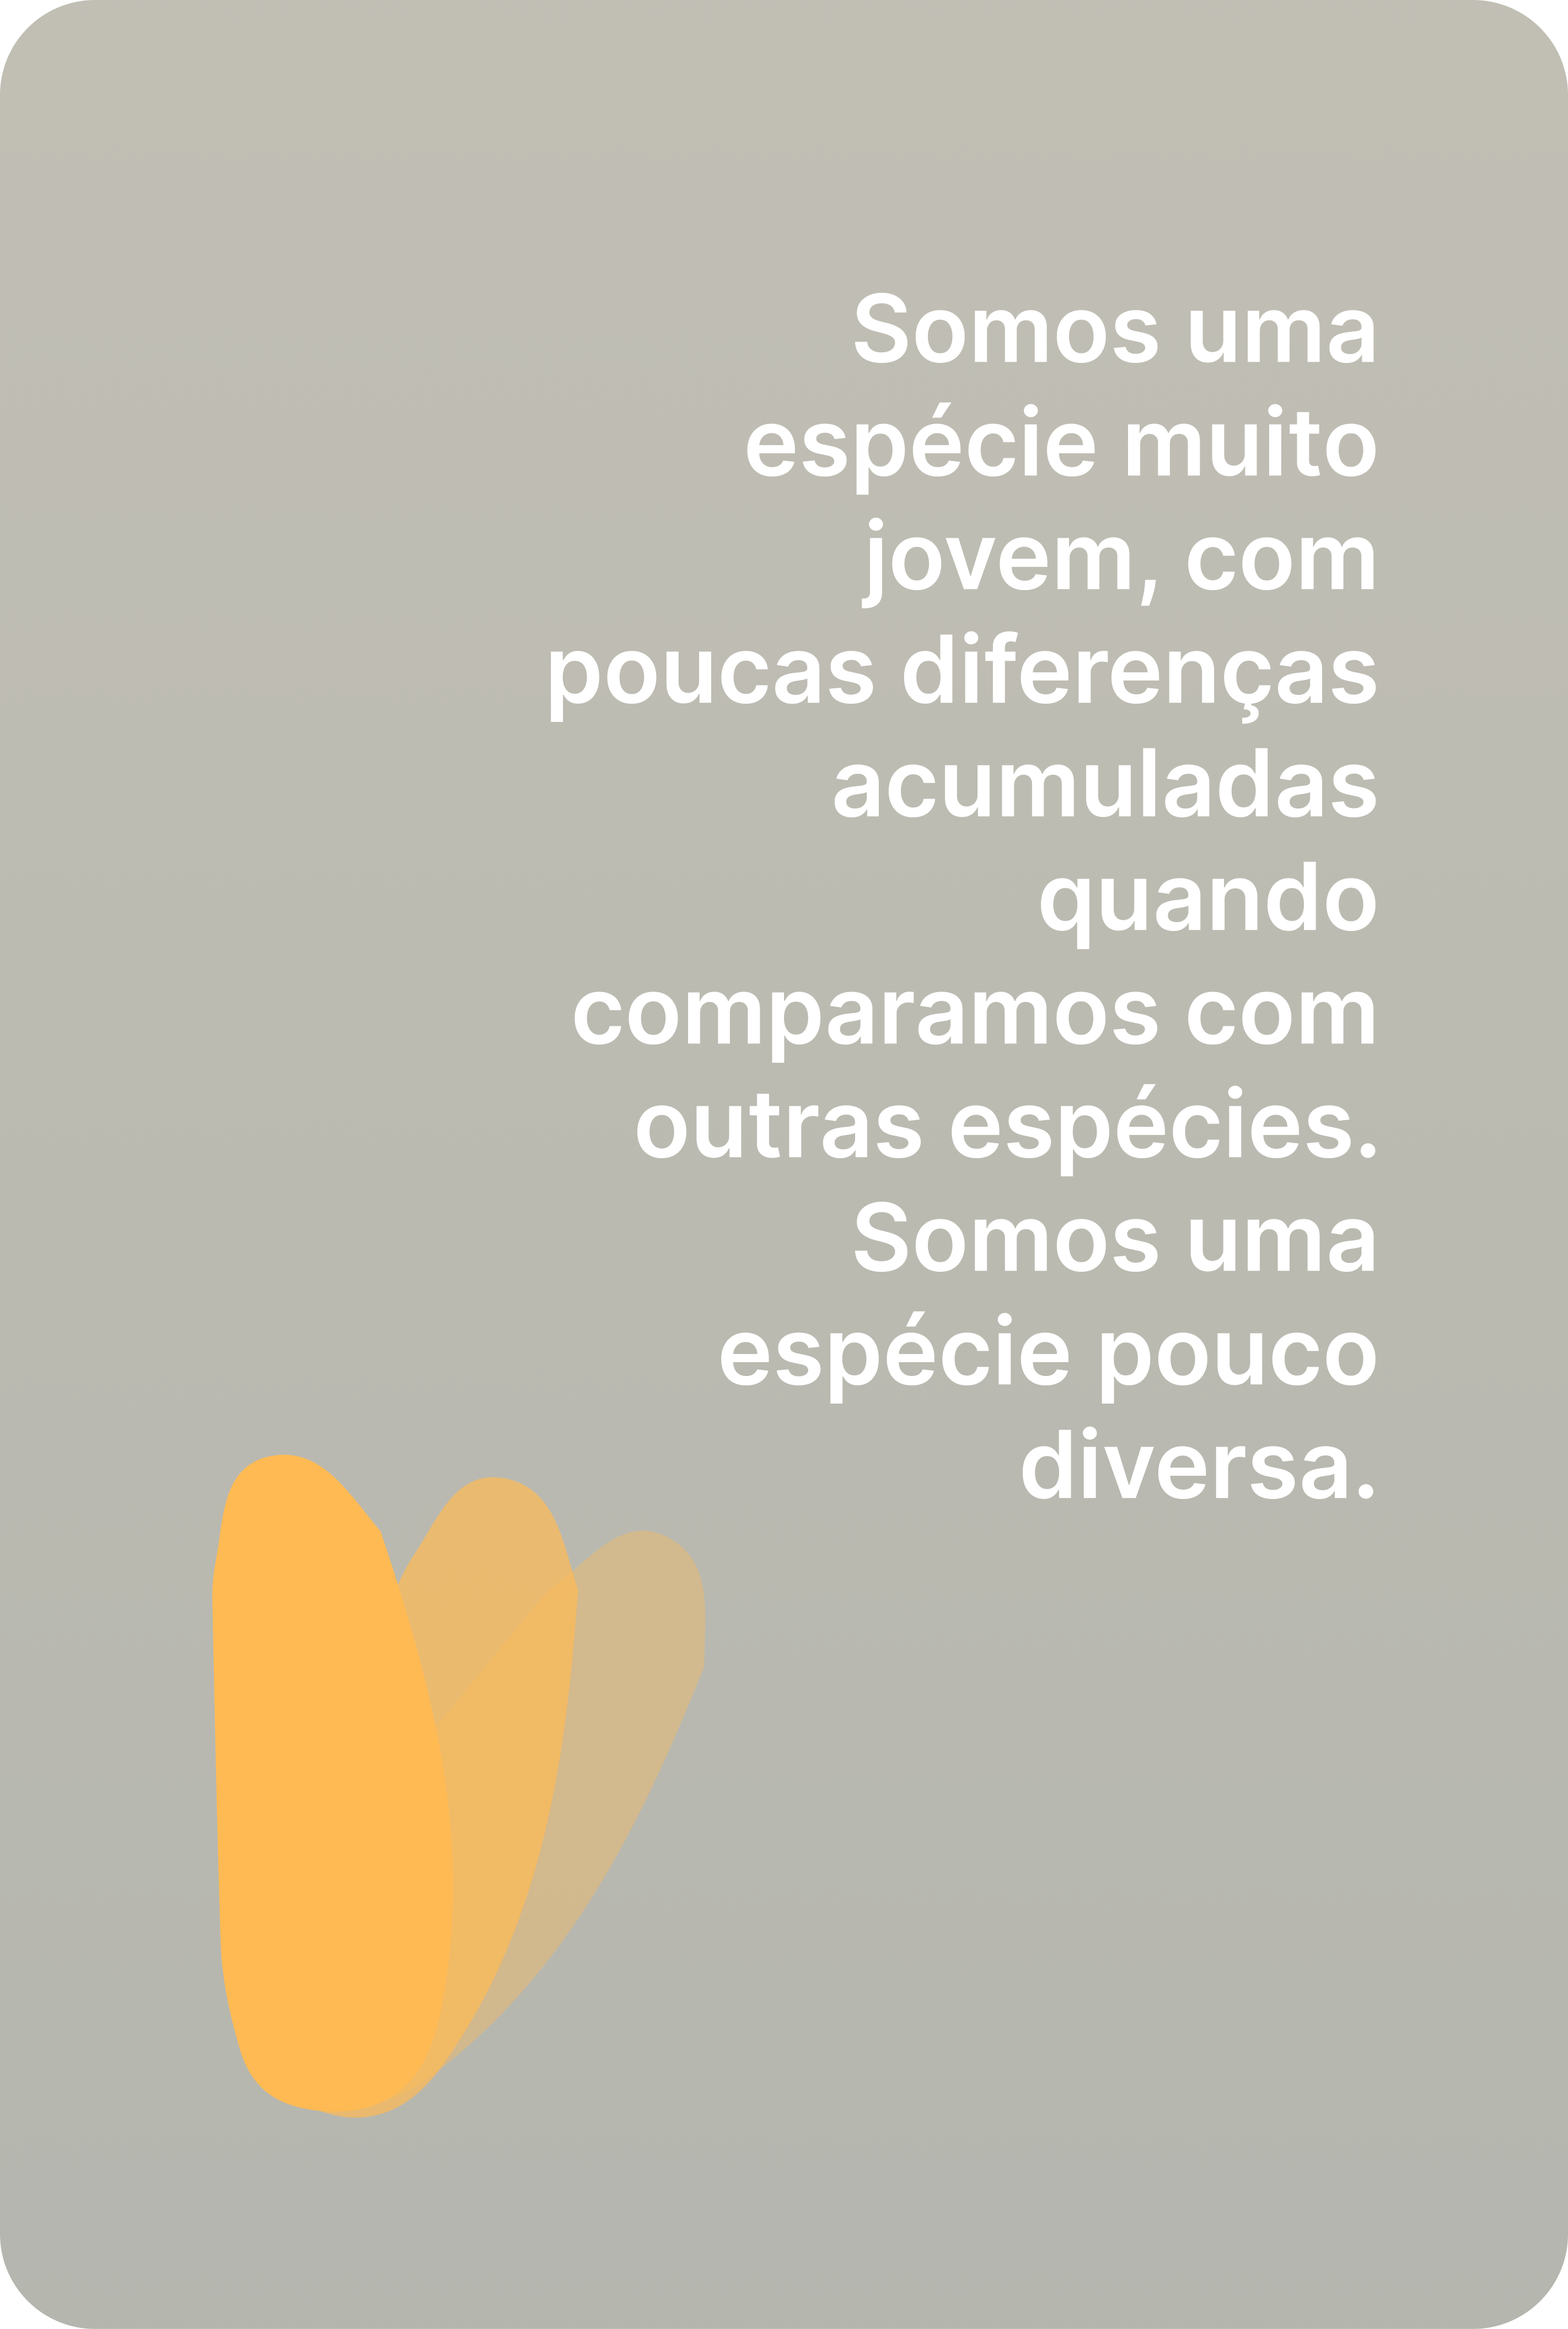 Somos uma
espécie muito
jovem, com
poucas diferenças
acumuladas
quando
comparamos com
outras espécies.
Somos uma
espécie pouco
diversa.